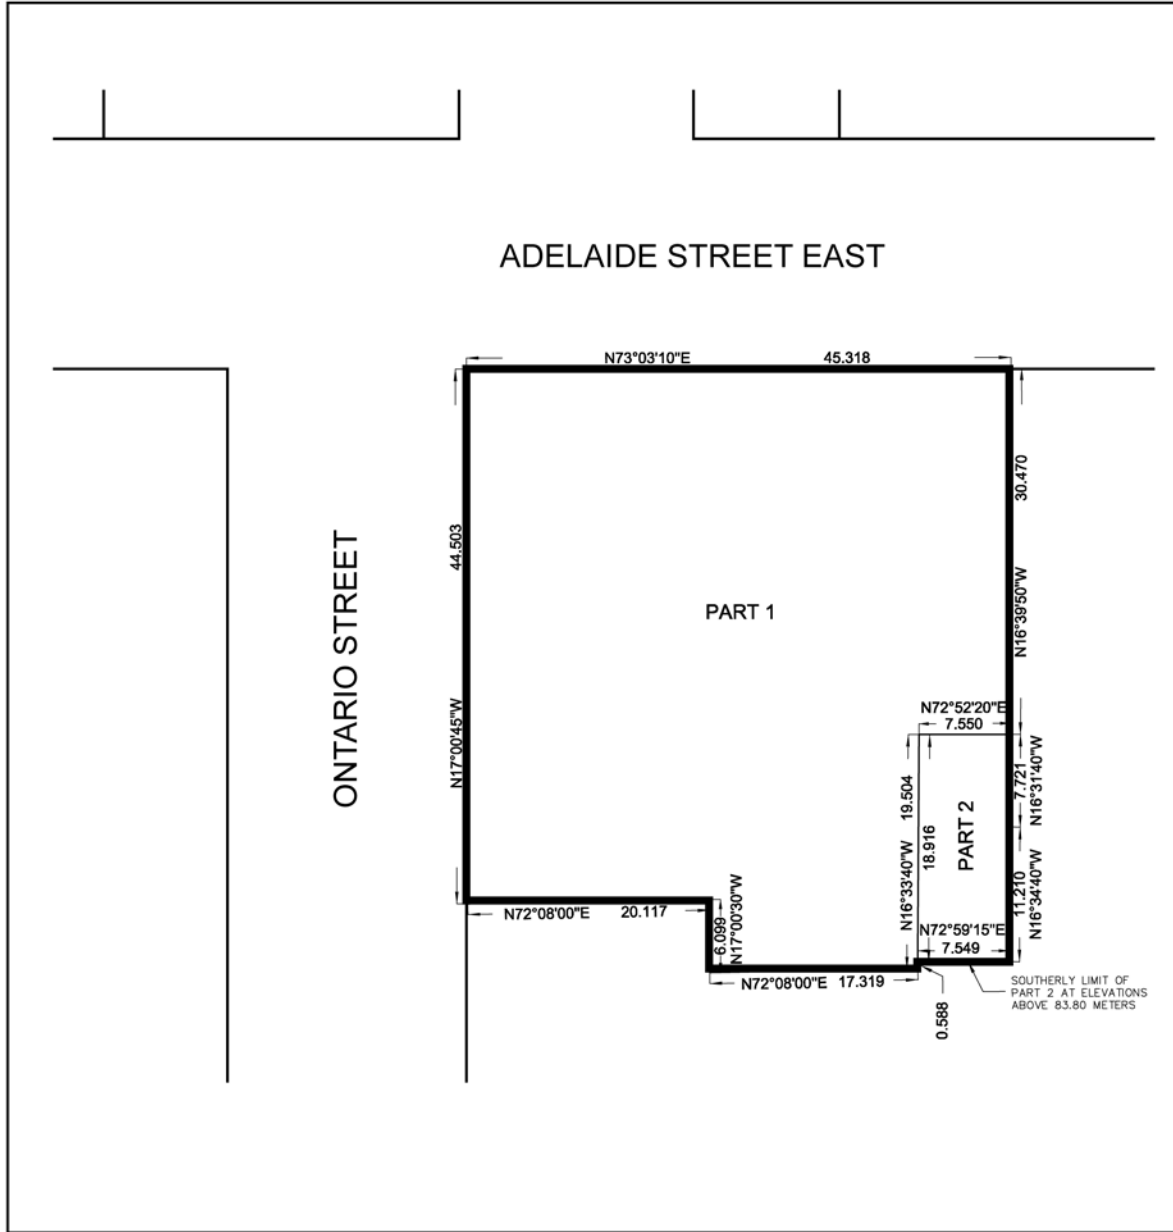 ADELAIDE STREET EAST
N73°03'10"E 45.318
44.503
N17°00'45"W
ONTARIO STREET
PART 1
30.470
N16°39'50"W
N72°52'20"E
7.550
19.504
N16°33'40"W
18.916
PART 2
7.721
N16°31'40"W
11.210
N16°34'40"W
N72°59'15"E
7.549
N72°08'00"E 20.117
6.099
N17°00'30"W
N72°08'00"E 17.319
0.588
SOUTHERLY LIMIT OF
PART 2 AT ELEVATIONS
ABOVE 83.80 METERS